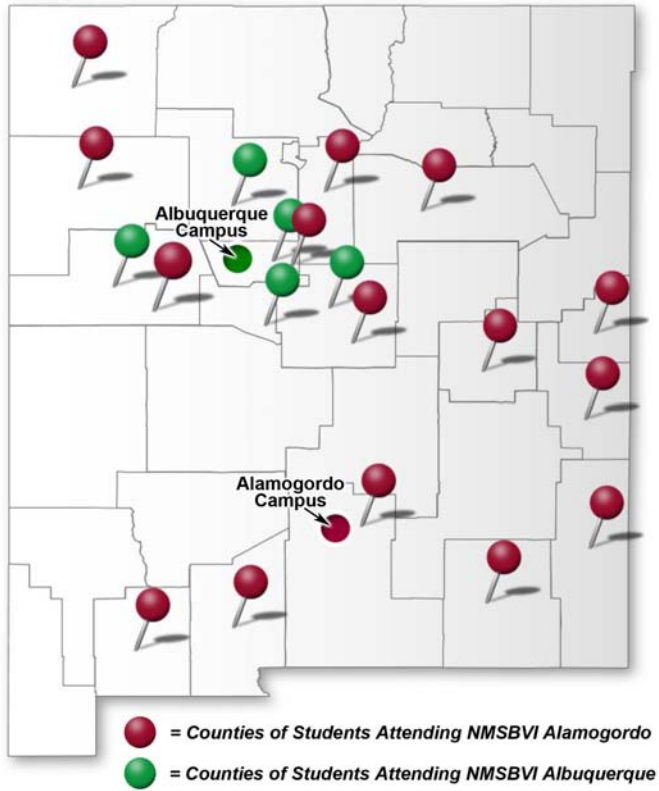 Albuquerque
Campus
Alamogordo
Campus
= Counties of Students Attending NMSBVI Alamogordo
= Counties of Students Attending NMSBVI Albuquerque